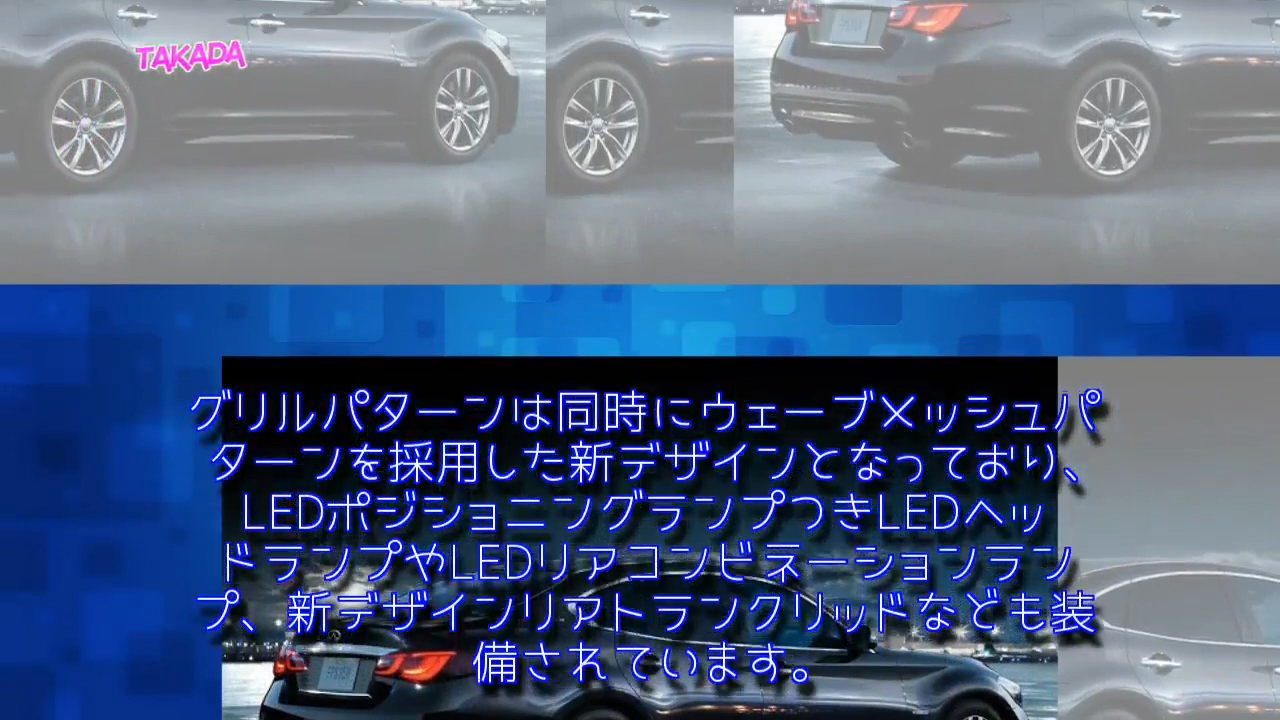 TAKADA
グリルパターンは同時にウェーブメッシュパ
ターンを採用した新デザインとなっており、
LEDポジショニングランプつきLEDヘッ
ドランプやLEDリアコンビネーションラン
プ、新デザインリアトランクリッドなども装
備されています。